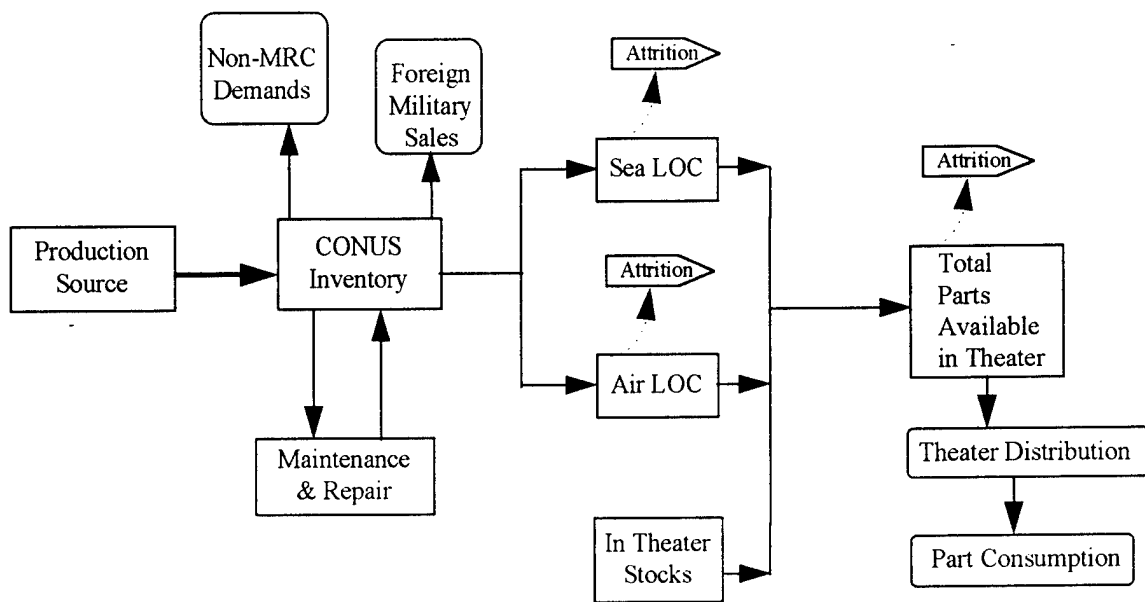 Non-MRC
Demands
Foreign
Military
Sales
Attrition
Sea LOC
Attrition
Production
Source
CONUS
Inventory
Attrition
Total
Parts
Available
in Theater
Air LOC
Maintenance
& Repair
Theater Distribution
In Theater
Stocks
Part Consumption